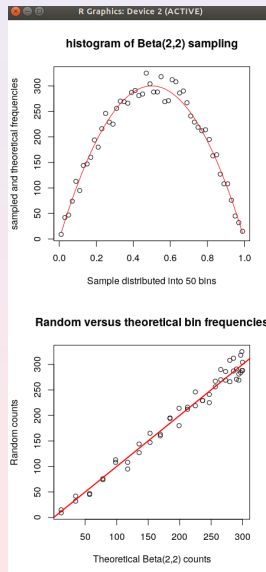 R Graphics: Device 2 (ACTIVE)
histogram of Beta(2,2) sampling
sampled and theoretical frequencies
0 50 100 150 200 250 300
0.0 0.2 0.4 0.6 0.8 1.0
Sample distributed into 50 bins
Random versus theoretical bin frequencies
Random counts
0 50 100 150 200 250 300
50 100 150 200 250 300
Theoretical Beta(2,2) counts